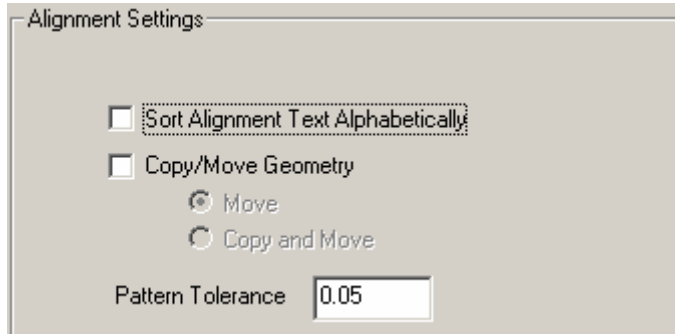 Alignment Settings
Sort Alignment Text Alphabetically
Copy/Move Geometry
Move
Copy and Move
Pattern Tolerance 0.05